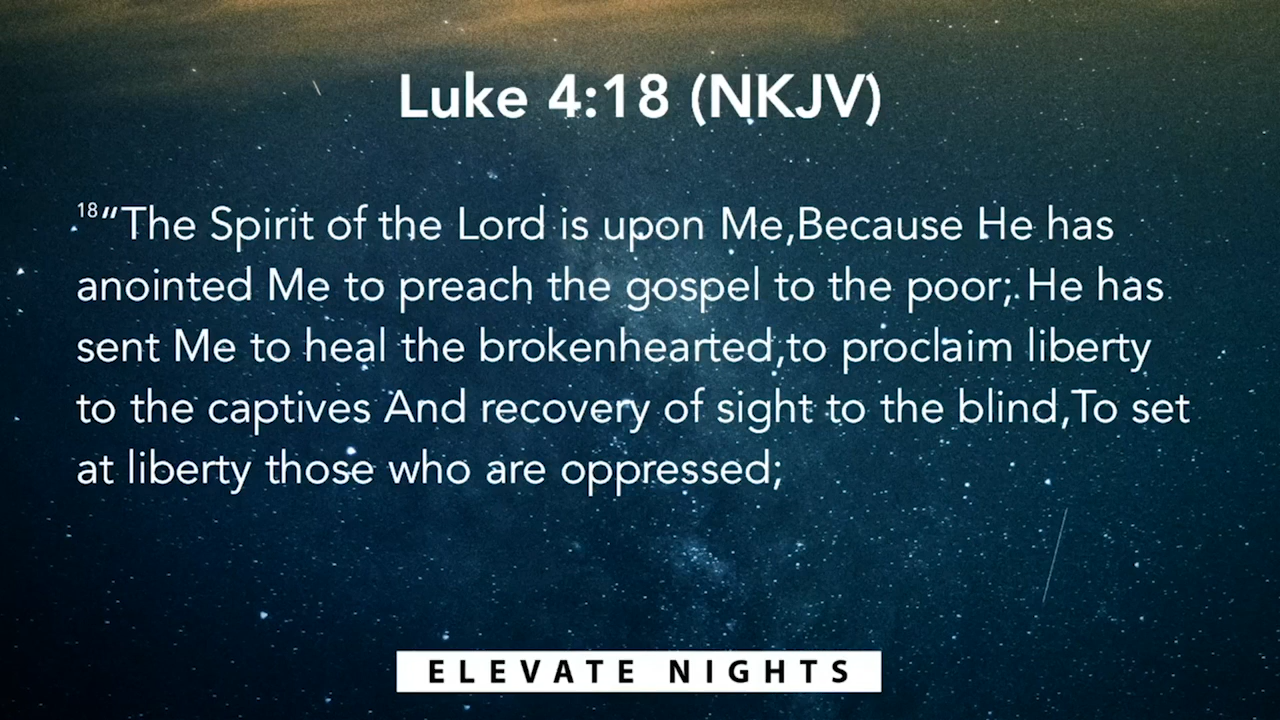 Luke 4:18 (NKJV)
18“The Spirit of the Lord is upon Me,Because He has
anointed Me to preach the gospel to the poor; He has
sent Me to heal the brokenhearted,to proclaim liberty
to the captives And recovery of sight to the blind,To set
at liberty those who are oppressed;
ELEVATE NIGHTS